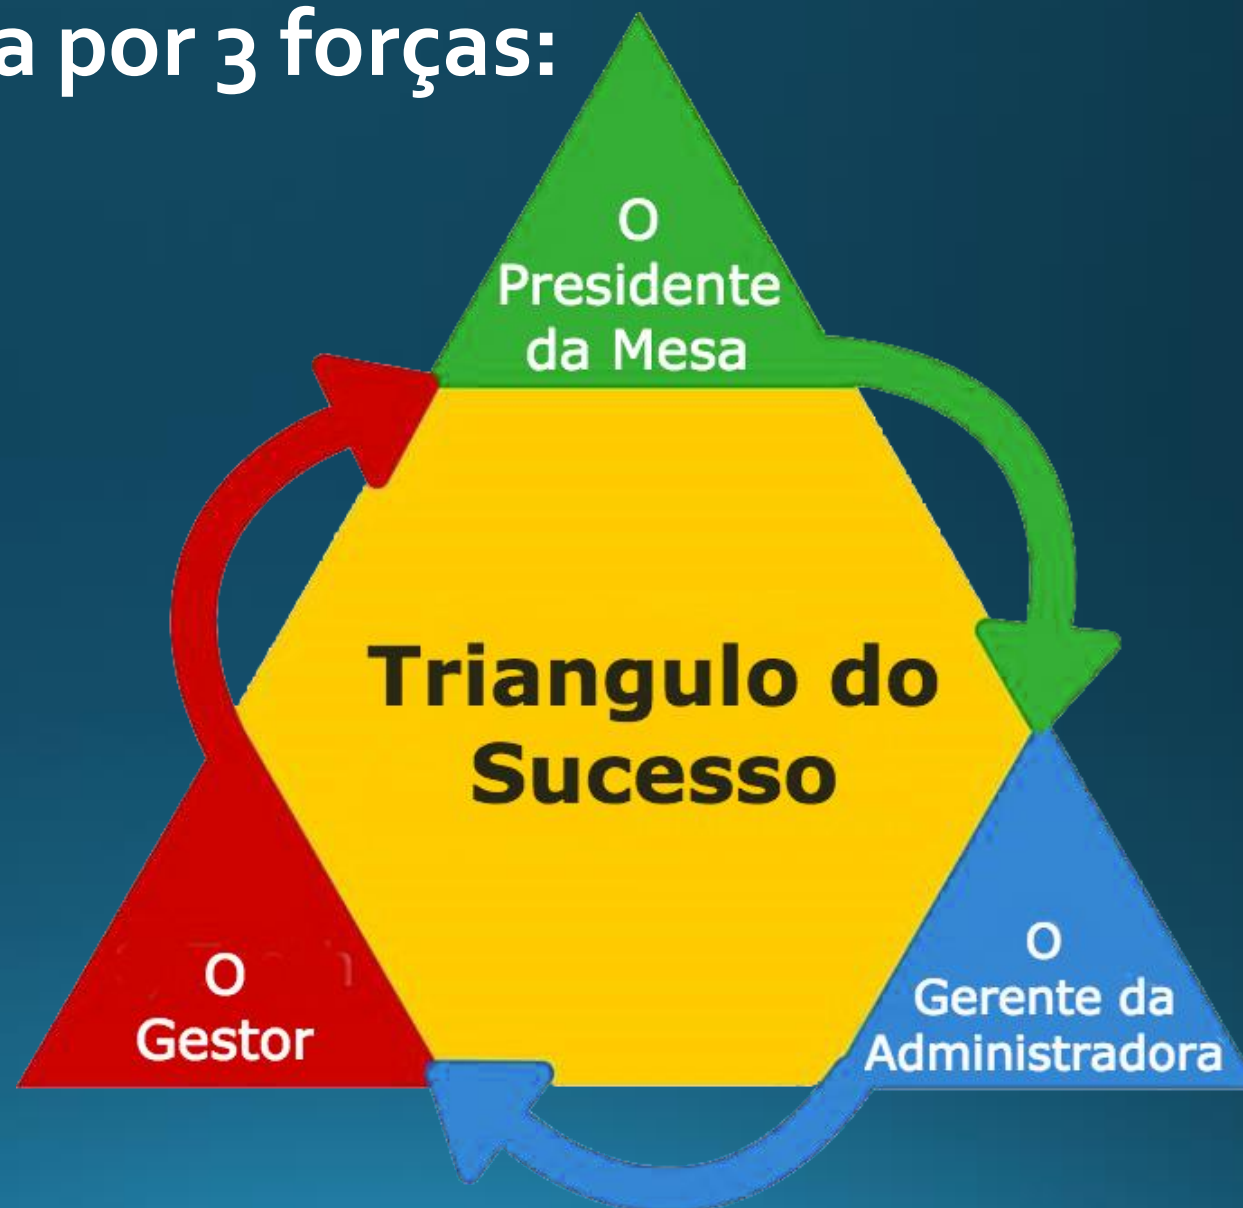 a por 3 forças:
O
Presidente
da Mesa
Triangulo do
Sucesso
O
Gestor
O
Gerente da
Administradora